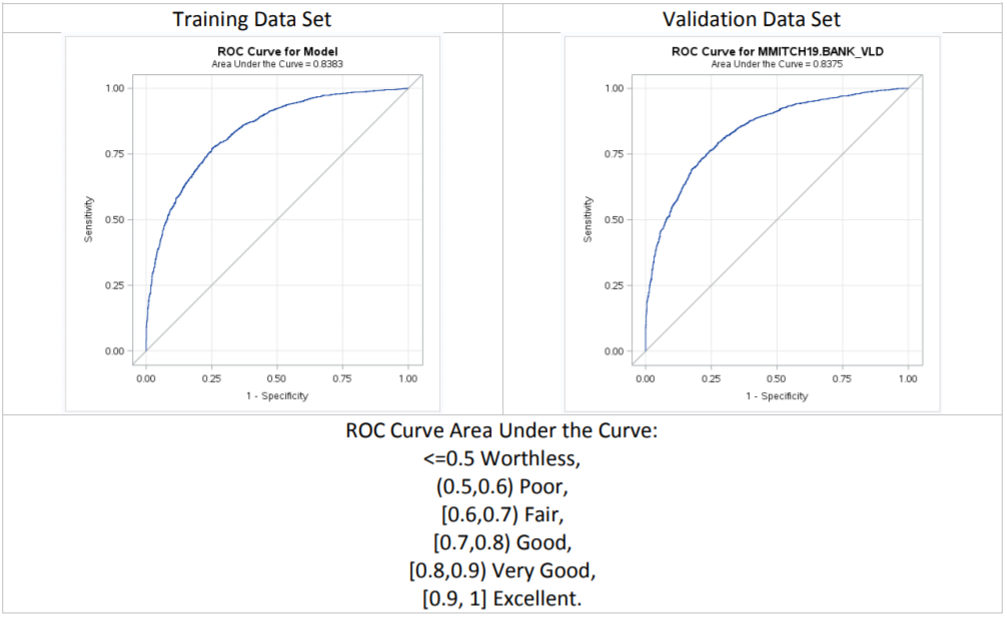 Training Data Set
Validation Data Set
ROC Curve for Model
Area Under the Curve = 0.8383
1.00
0.75
0.50
0.25
0.00
Sensitivity
0.00 0.25 0.50 0.75 1.00
1 - Specificity
ROC Curve for MMITCH19.BANK_VLD
Area Under the Curve = 0.8375
1.00
0.75
0.50
0.25
0.00
Sensitivity
0.00 0.25 0.50 0.75 1.00
1 - Specificity
ROC Curve Area Under the Curve:
<=0.5 Worthless,
(0.5,0.6) Poor,
[0.6,0.7) Fair,
[0.7,0.8) Good,
[0.8,0.9) Very Good,
[0.9, 1] Excellent.